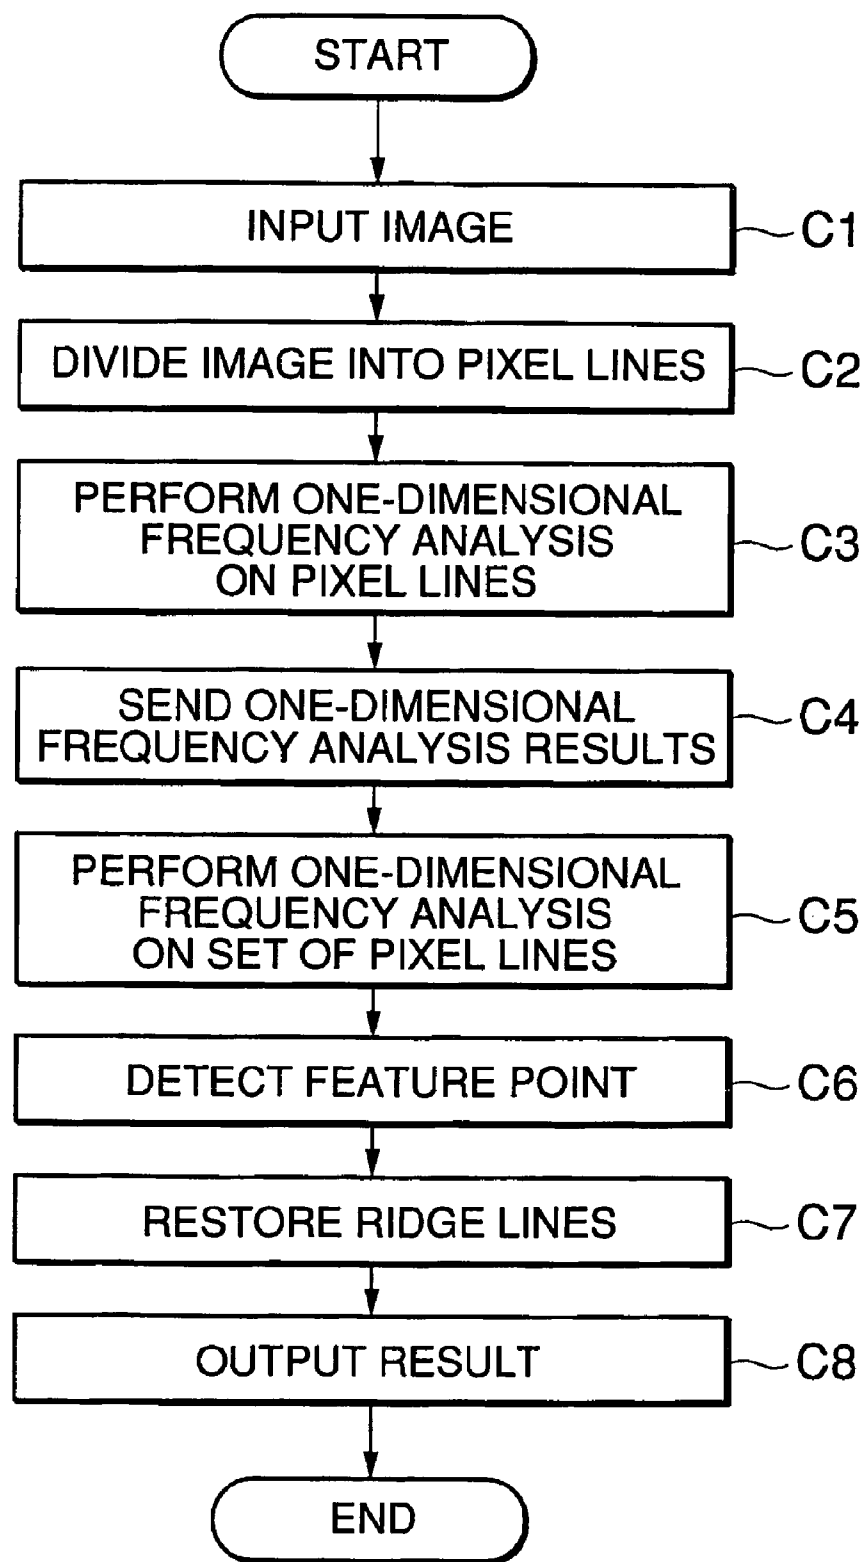 START
INPUT IMAGE
C1
DIVIDE IMAGE INTO PIXEL LINES
C2
PERFORM ONE-DIMENSIONAL
FREQUENCY ANALYSIS
ON PIXEL LINES
C3
SEND ONE-DIMENSIONAL
FREQUENCY ANALYSIS RESULTS
C4
PERFORM ONE-DIMENSIONAL
FREQUENCY ANALYSIS
ON SET OF PIXEL LINES
C5
DETECT FEATURE POINT
C6
RESTORE RIDGE LINES
C7
OUTPUT RESULT
C8
END